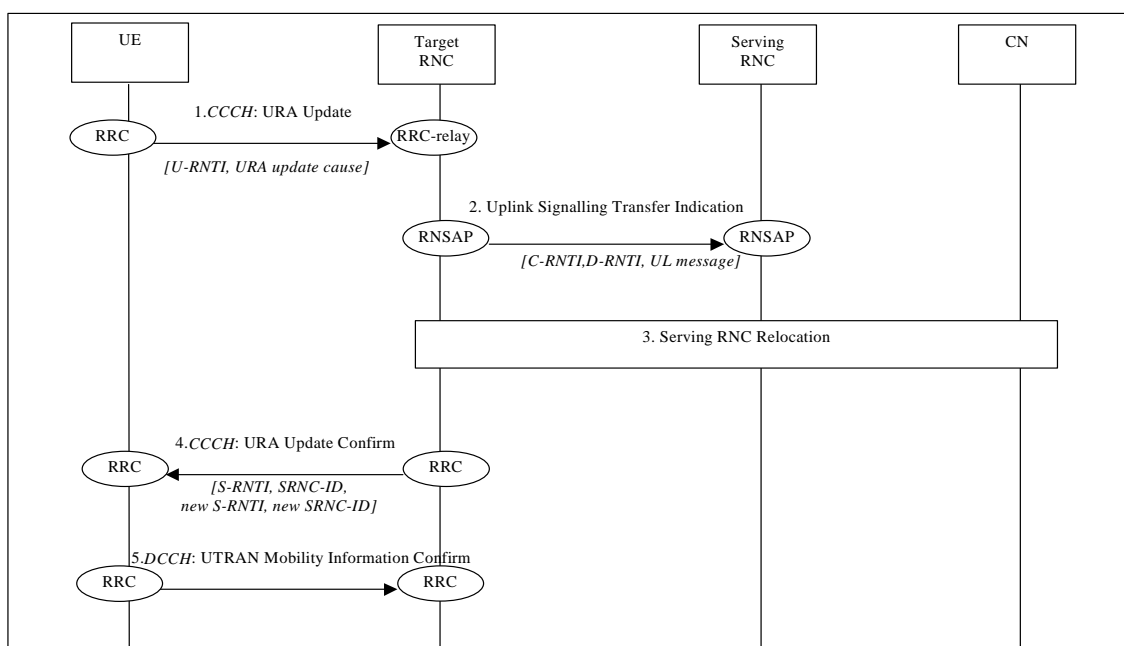 UE
Target
RNC
Serving
RNC
CN
1.CCCH: URA Update
RRC
RRC-relay
[U-RNTI, URA update cause]
2. Uplink Signalling Transfer Indication
RNSAP
RNSAP
[C-RNTI,D-RNTI, UL message]
3. Serving RNC Relocation
4.CCCH: URA Update Confirm
RRC
RRC
[S-RNTI, SRNC-ID,
new S-RNTI, new SRNC-ID]
5.DCCH: UTRAN Mobility Information Confirm
RRC
RRC